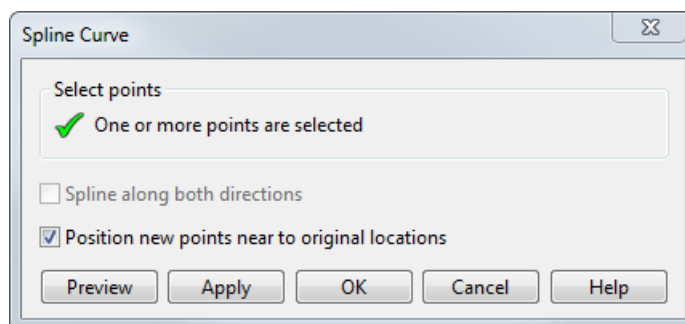 Spline Curve
Select points
One or more points are selected
Spline along both directions
Position new points near to original locations
Preview Apply OK Cancel Help